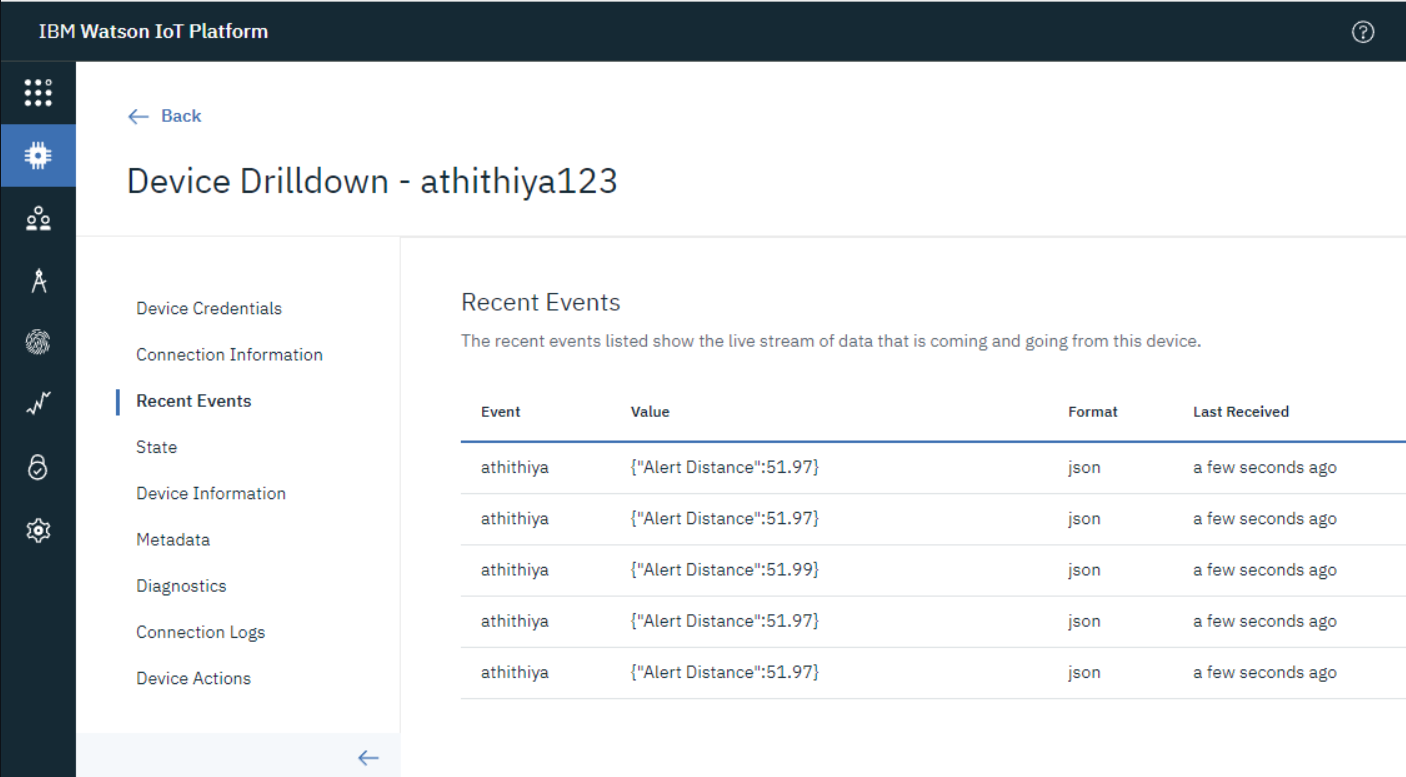 IBM Watson IoT Platform
Back
Device Drilldown - athithiya123
Device Credentials
Connection Information
Recent Events
State
Device Information
Metadata
Diagnostics
Connection Logs
Device Actions
Recent Events
The recent events listed show the live stream of data that is coming and going from this device.
Event Value Format Last Received
athithiya {"Alert Distance":51.97} json a few seconds ago
athithiya {"Alert Distance":51.97} json a few seconds ago
athithiya {"Alert Distance":51.99} json a few seconds ago
athithiya {"Alert Distance":51.97} json a few seconds ago
athithiya {"Alert Distance":51.97} json a few seconds ago